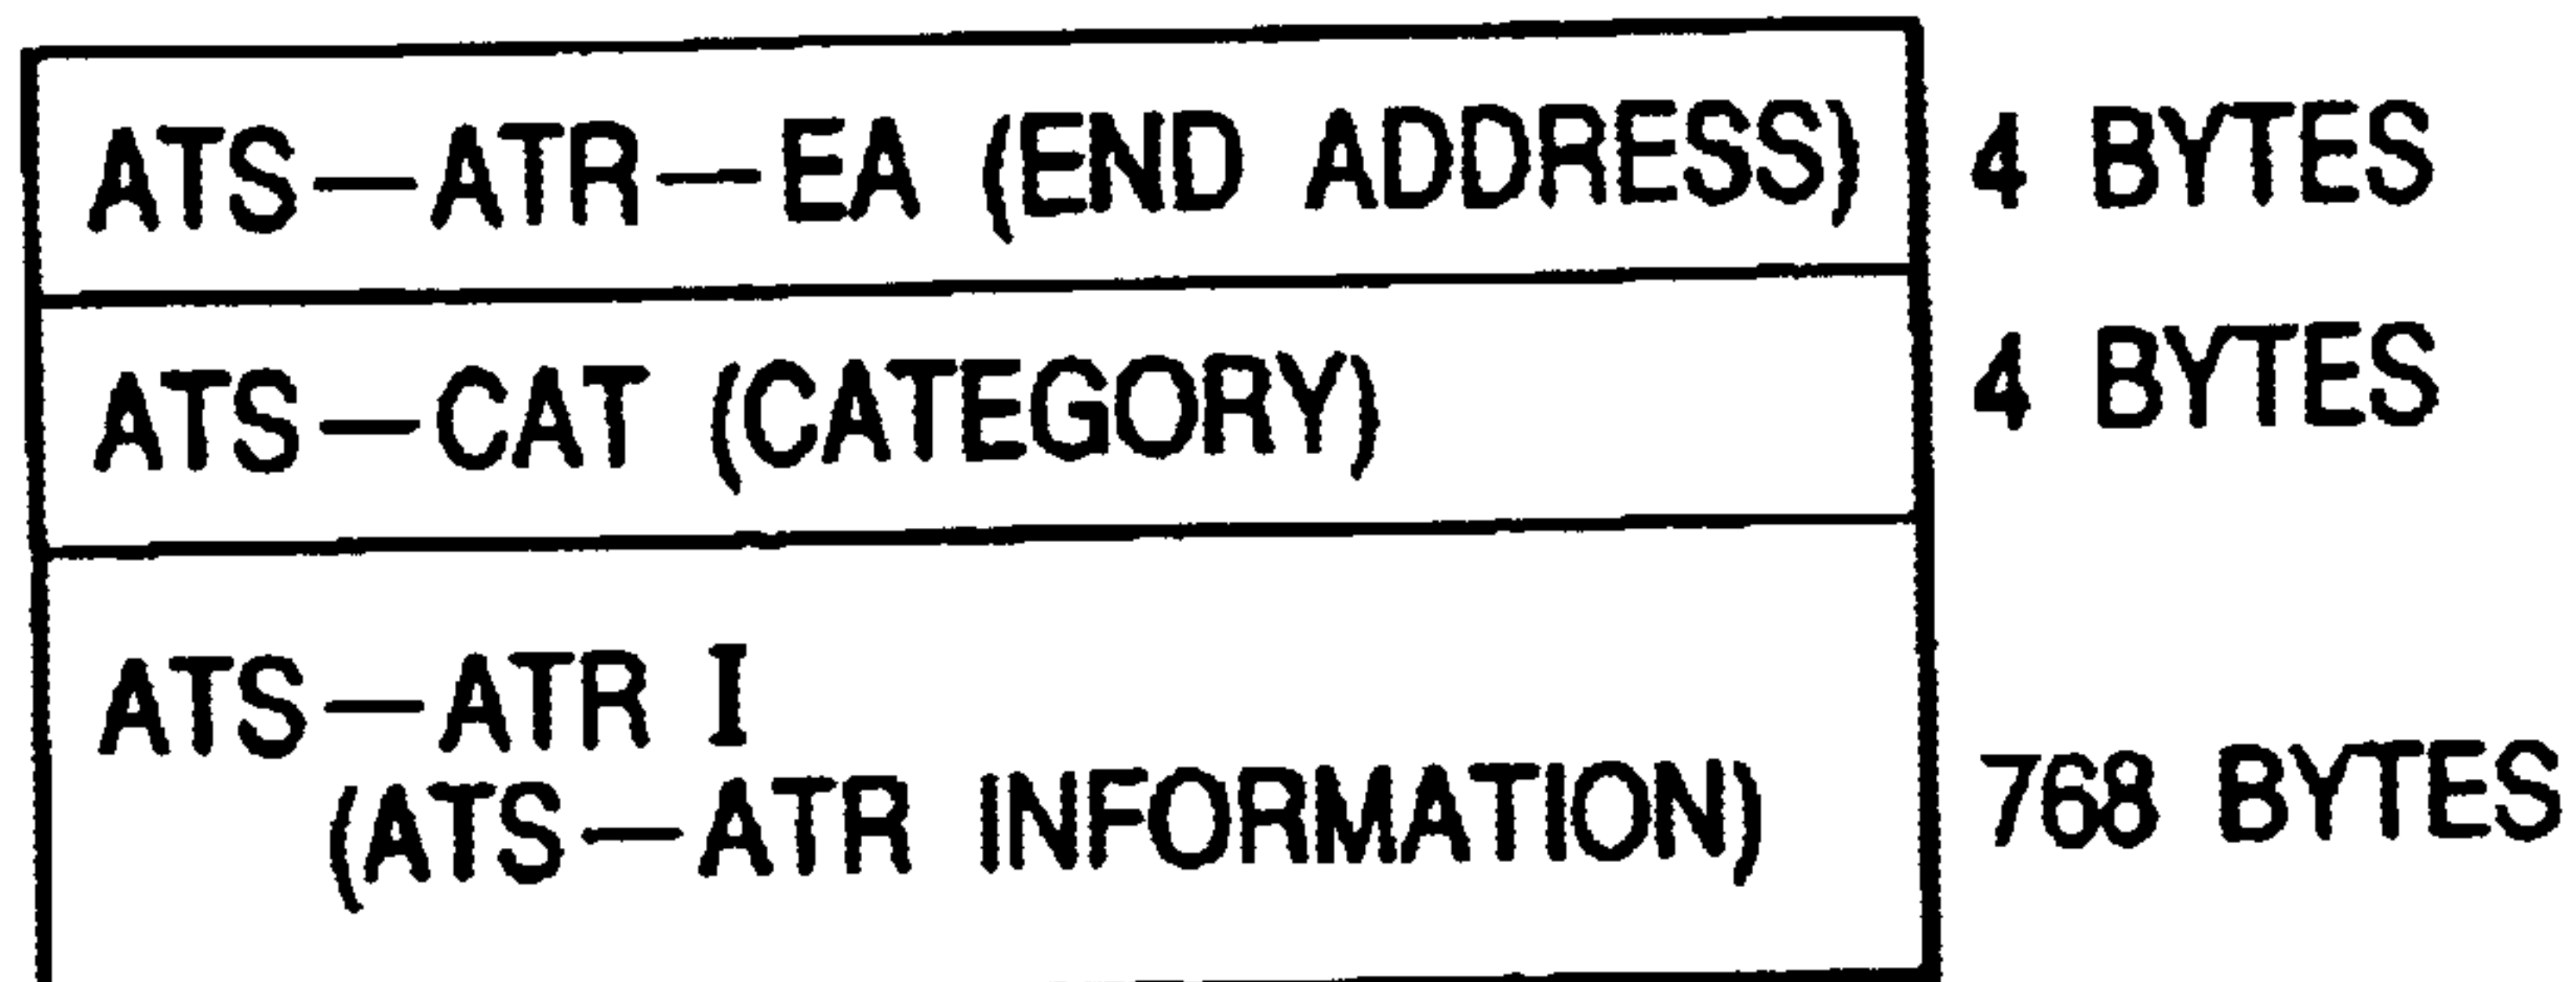 ATS—ATR—EA (END ADDRESS) 4 BYTES
ATS—CAT (CATEGORY) 4 BYTES
ATS—ATR I
(ATS—ATR INFORMATION) 768 BYTES